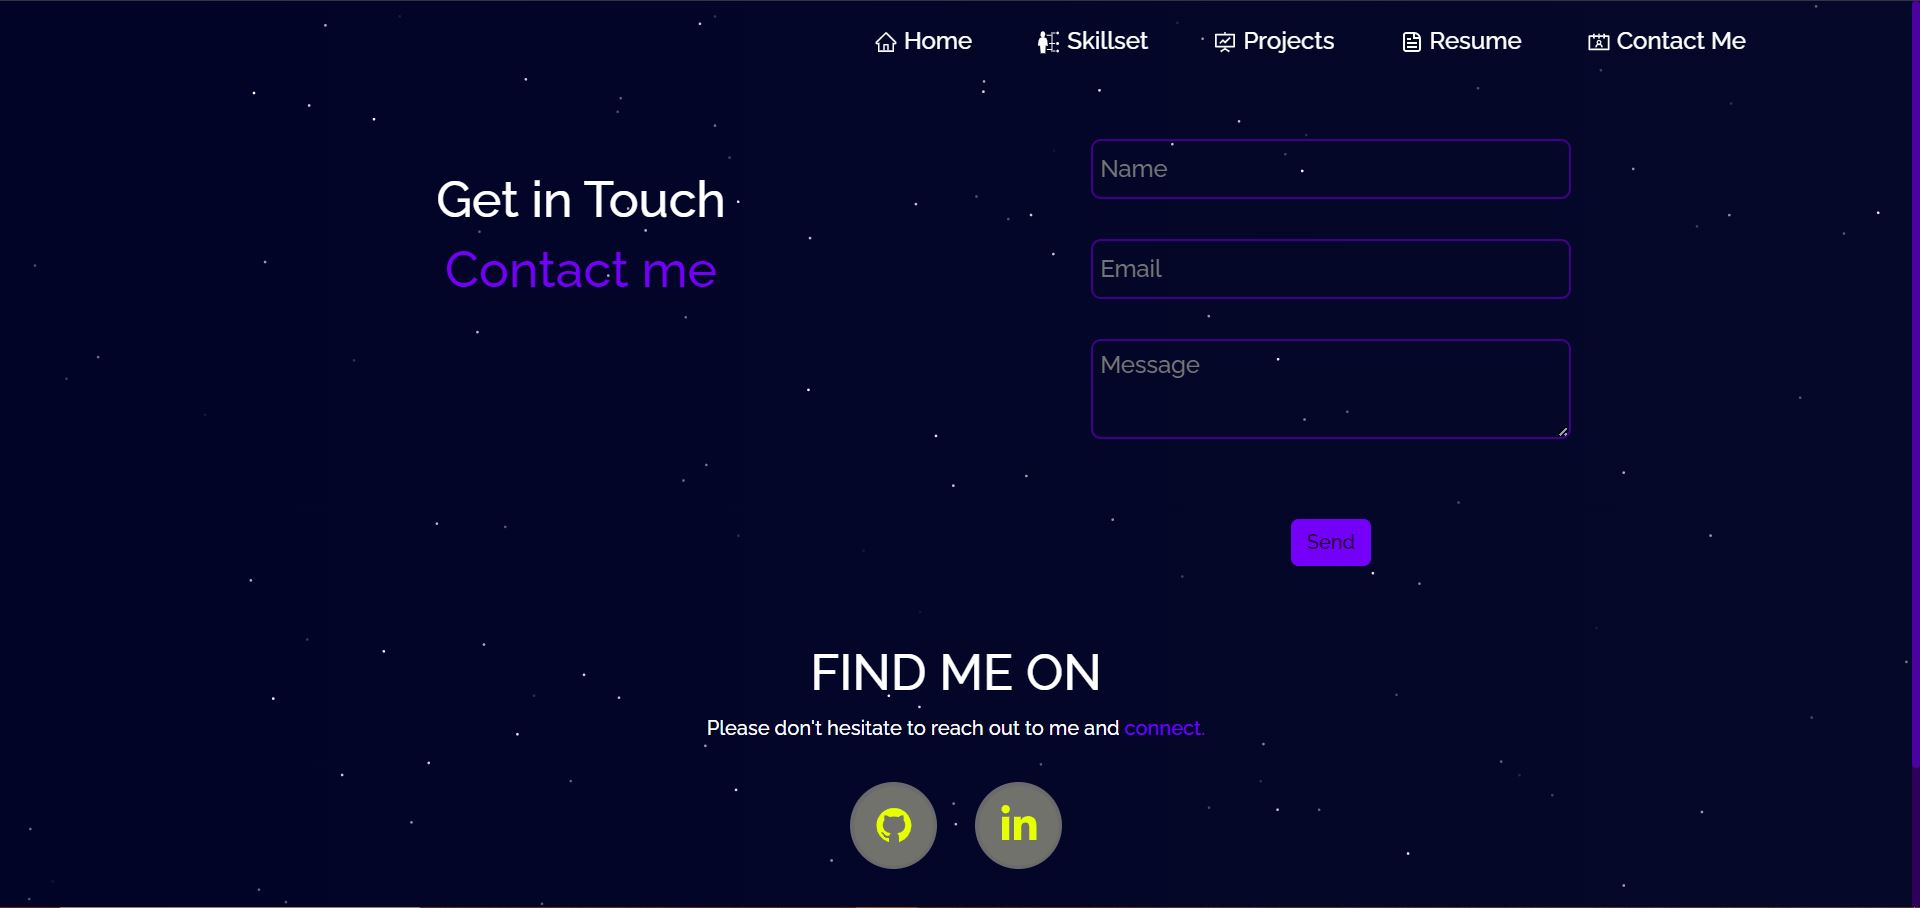 Home
Skillset
Projects
Resume
Contact Me
Get in Touch
Contact me
Name
Email
Message
Send
FIND ME ON
Please don't hesitate to reach out to me and connect.
in